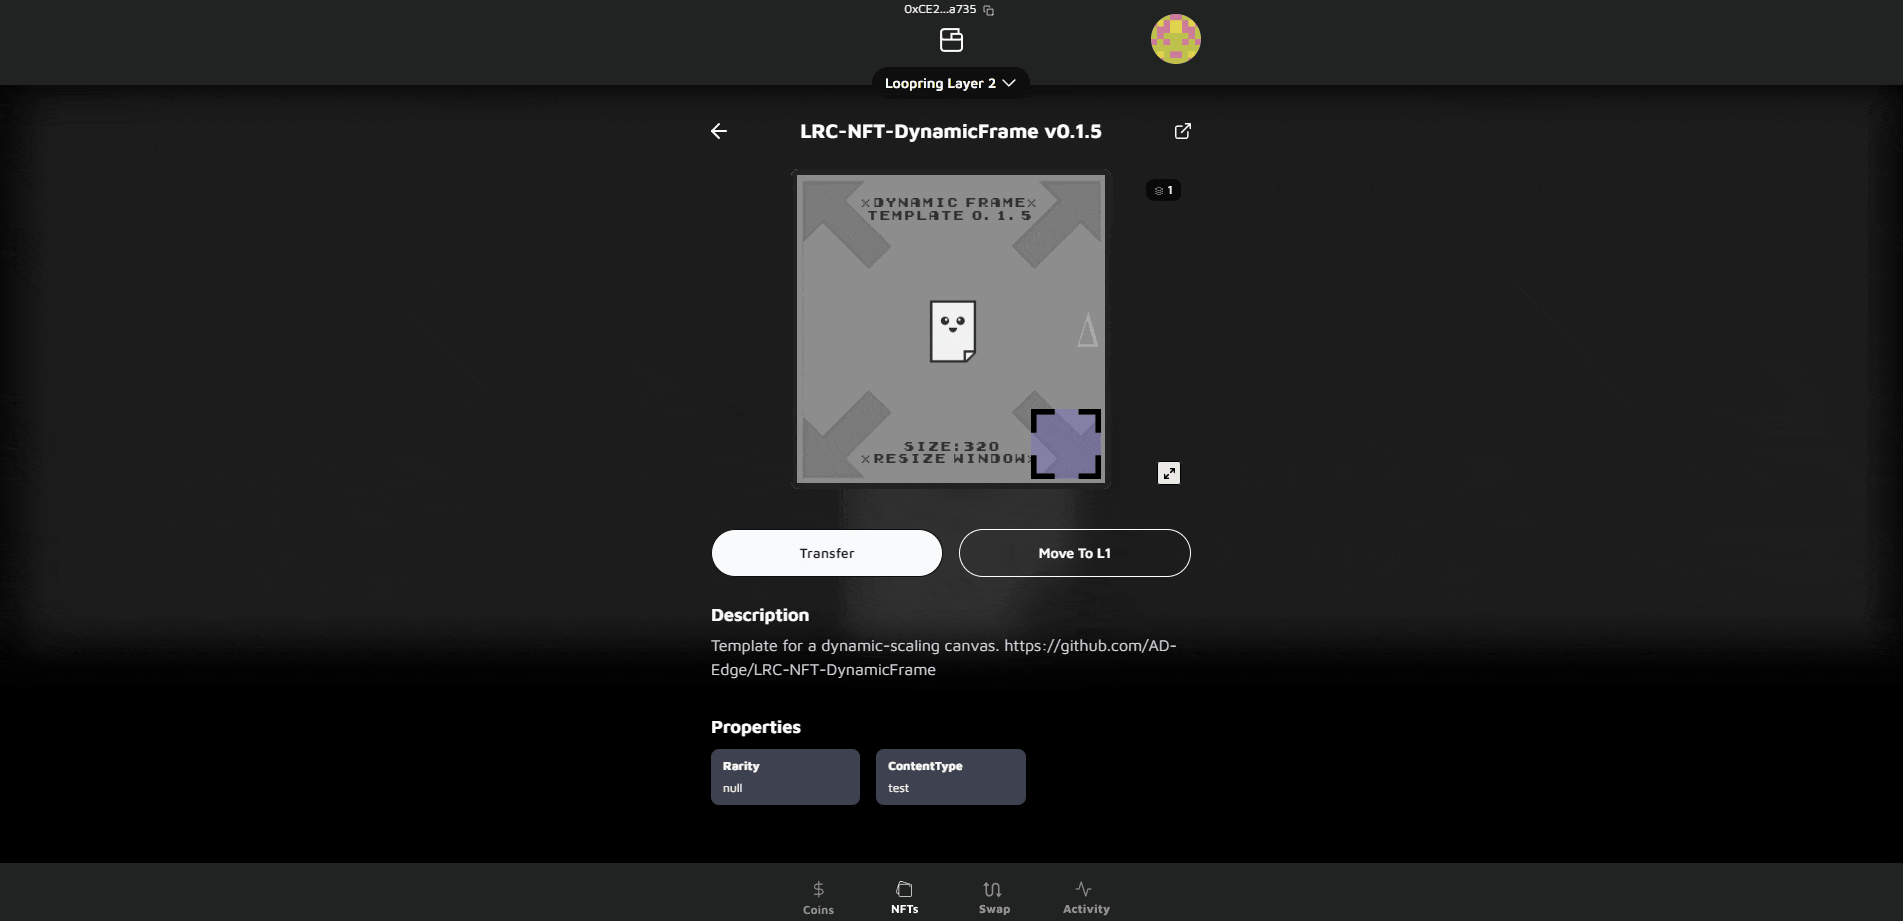 0xCE2...a735
Loopring Layer 2
LRC-NFT-DynamicFrame v0.1.5
1
×DYNAMIC FRAME×
TEMPLATE 0.1.5
SIZE:320
×RESIZE WINDOW×
Transfer
Move To L1
Description
Template for a dynamic-scaling canvas. https://github.com/AD-
Edge/LRC-NFT-DynamicFrame
Properties
Rarity
ContentType
null
test
Coins
NFTs
Swap
Activity